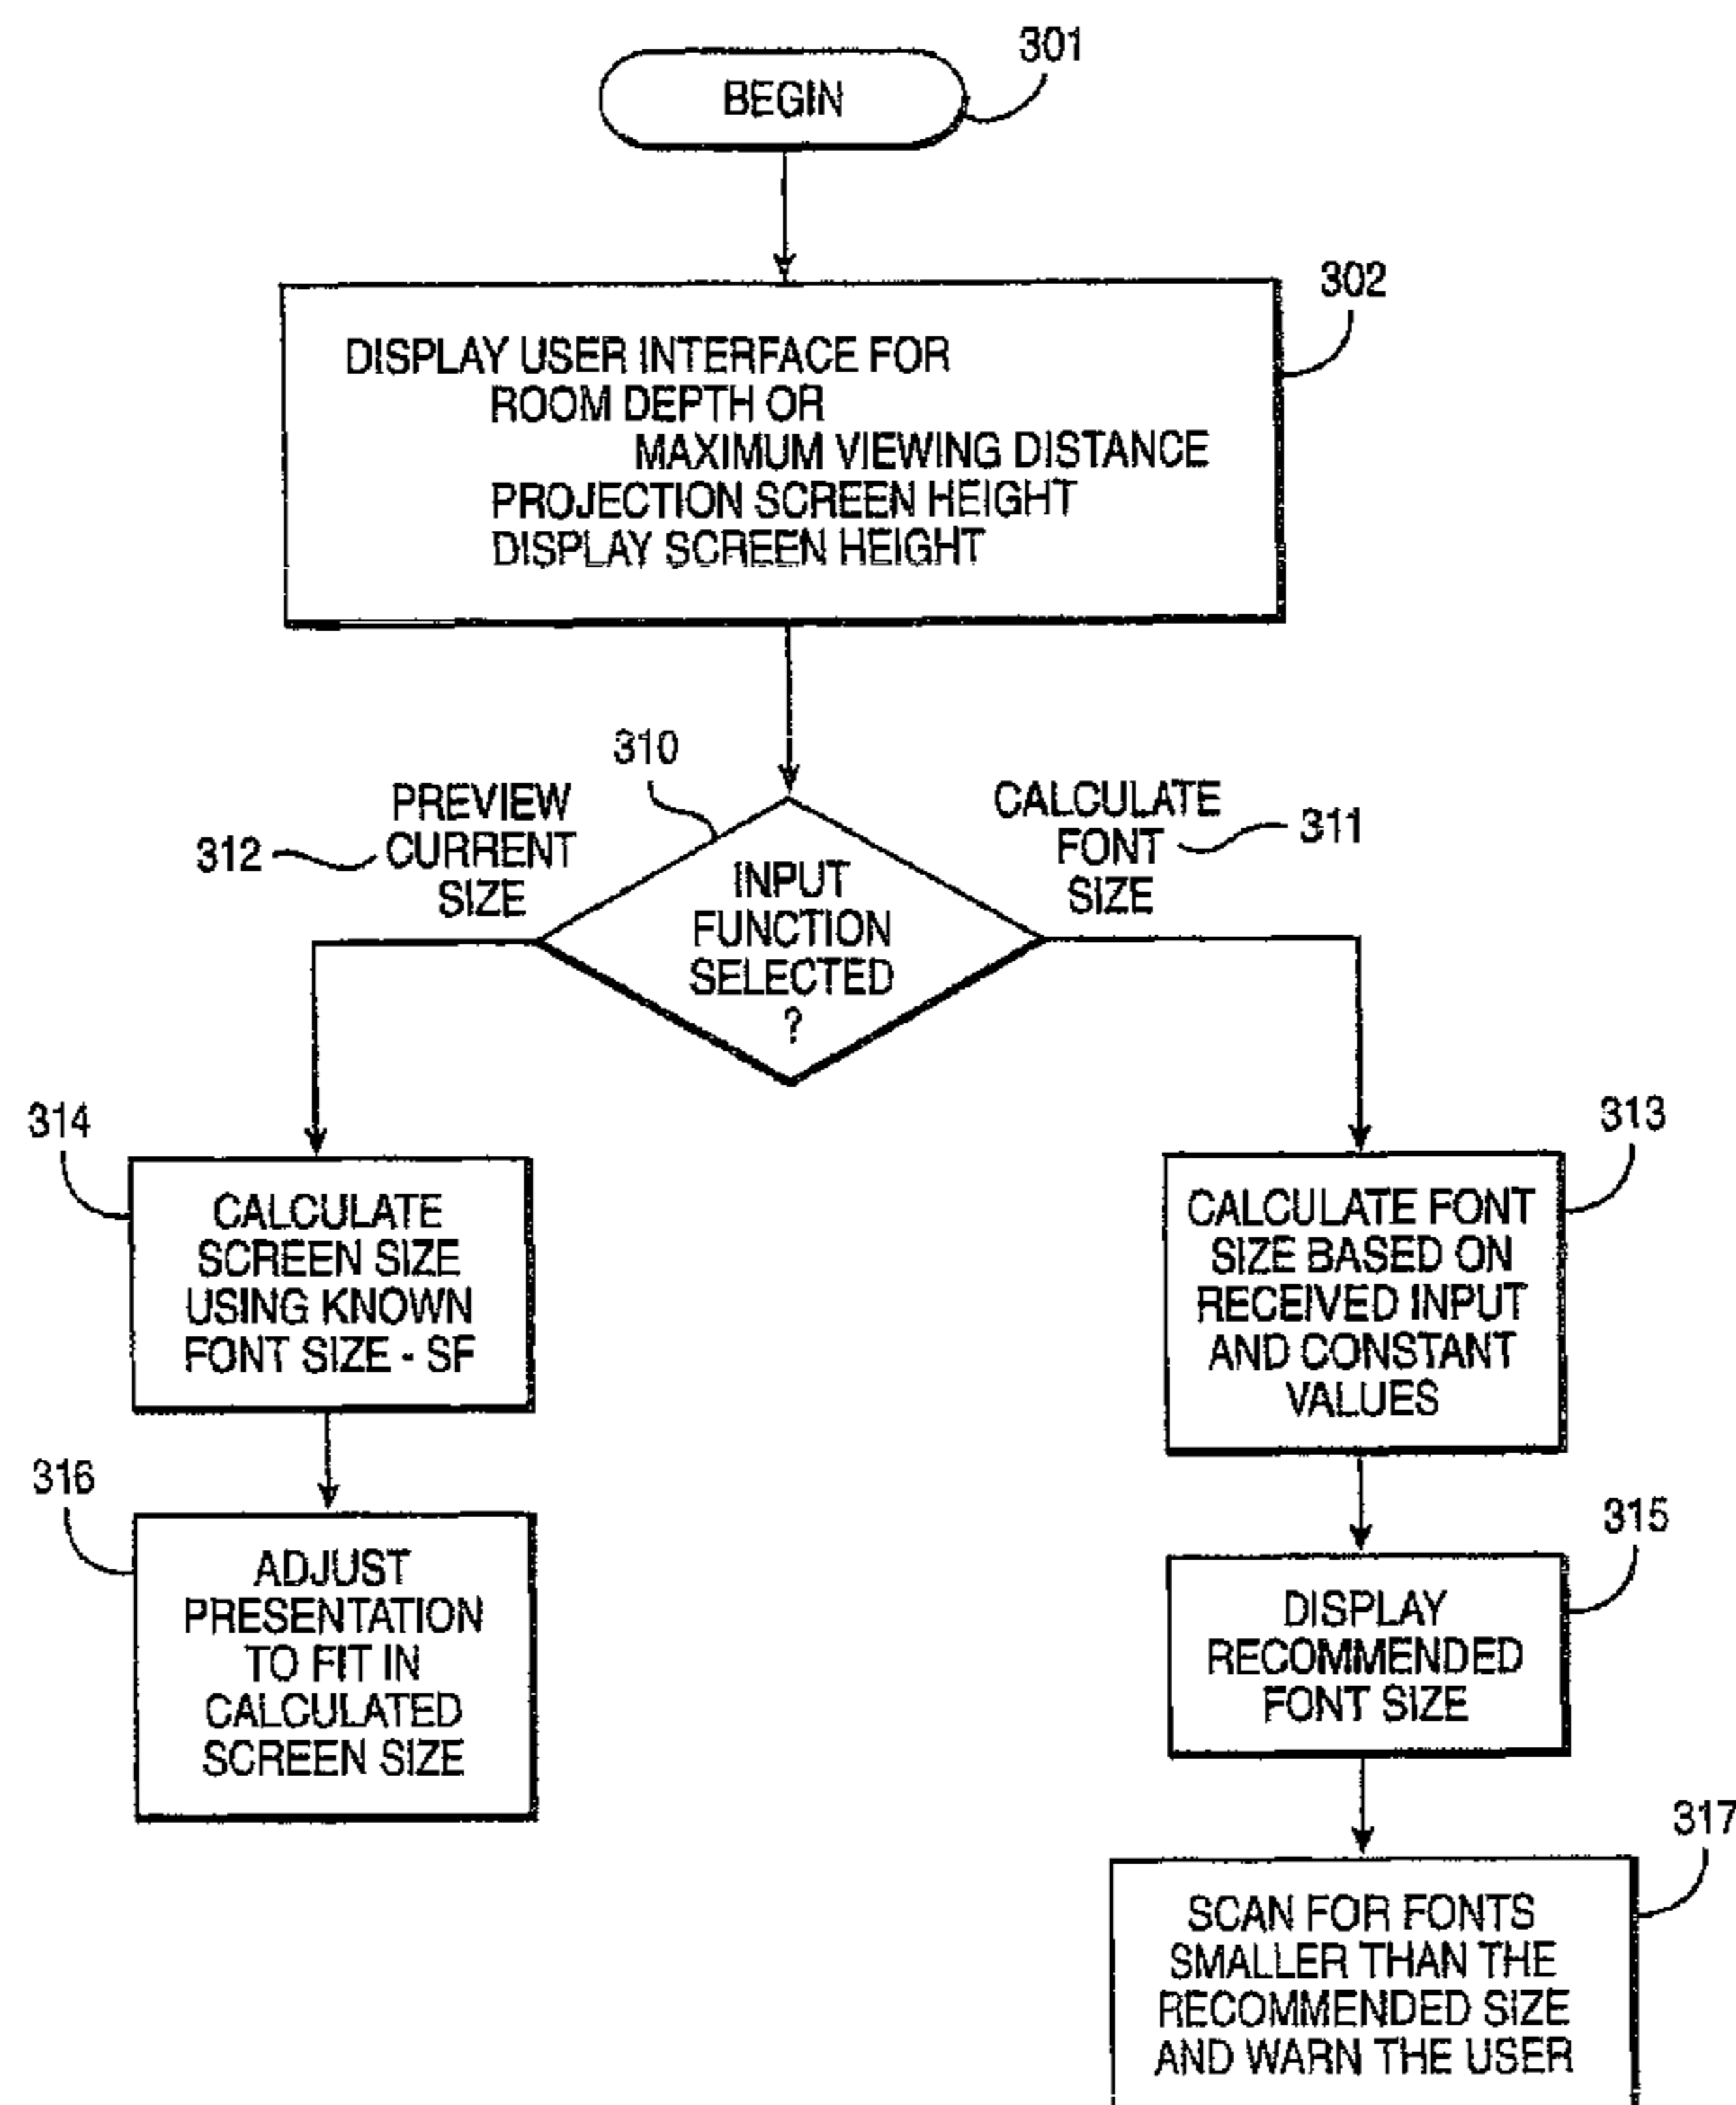 301
BEGIN
302
DISPLAY USER INTERFACE FOR
ROOM DEPTH OR
MAXIMUM VIEWING DISTANCE
PROJECTION SCREEN HEIGHT
DISPLAY SCREEN HEIGHT
310
PREVIEW
CURRENT
SIZE
312
CALCULATE
FONT
SIZE
311
INPUT
FUNCTION
SELECTED
?
314
CALCULATE
SCREEN SIZE
USING KNOWN
FONT SIZE - SF
316
ADJUST
PRESENTATION
TO FIT IN
CALCULATED
SCREEN SIZE
313
CALCULATE FONT
SIZE BASED ON
RECEIVED INPUT
AND CONSTANT
VALUES
315
DISPLAY
RECOMMENDED
FONT SIZE
317
SCAN FOR FONTS
SMALLER THAN THE
RECOMMENDED SIZE
AND WARN THE USER